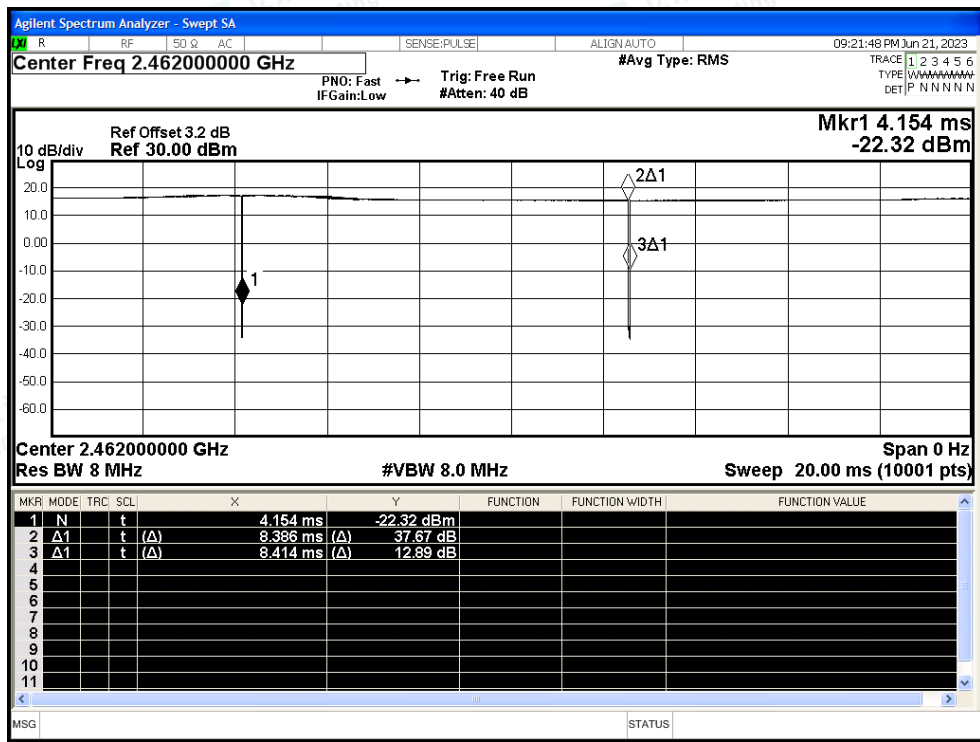 Agilent Spectrum Analyzer - Swept SA
LXI R RF 50 Ω AC SENSE:PULSE ALIGN AUTO 09:21:48 PM Jun 21, 2023
Center Freq 2.462000000 GHz #Avg Type: RMS TRACE 1 2 3 4 5 6
PNO: Fast Trig: Free Run TYPE WWWWWW
IFGain:Low #Atten: 40 dB DET P N N N N N
Mkr1 4.154 ms
Ref Offset 3.2 dB
10 dB/div Ref 30.00 dBm -22.32 dBm
Log
20.0
10.0
0.00
-10.0
-20.0
-30.0
-40.0
-50.0
-60.0
2Δ1
3Δ1
1
Center 2.462000000 GHz Span 0 Hz
Res BW 8 MHz #VBW 8.0 MHz Sweep 20.00 ms (10001 pts)
MKR MODE TRC SCL X Y FUNCTION FUNCTION WIDTH FUNCTION VALUE
1 N t 4.154 ms -22.32 dBm
2 Δ1 t (Δ) 8.386 ms (Δ) 37.67 dB
3 Δ1 t (Δ) 8.414 ms (Δ) 12.89 dB
4
5
6
7
8
9
10
11
MSG STATUS